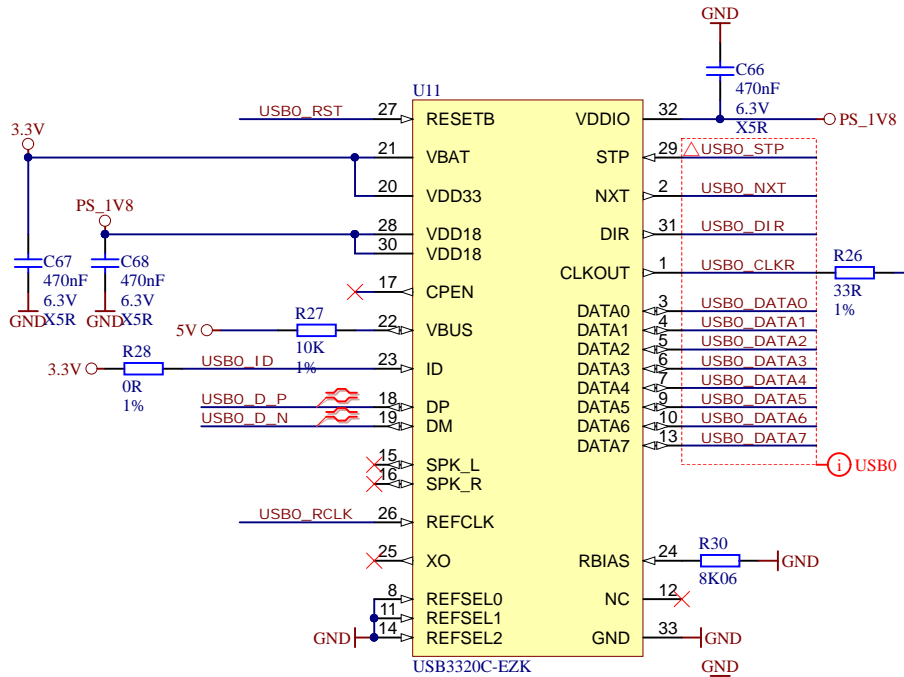 GND
C66
470nF
6.3V
X5R
U11
USB0_RST 27 RESETB VDDIO 32 PS_1V8
3.3V
21 VBAT STP 29 USB0_STP
20 VDD33 NXT 2 USB0_NXT
PS_1V8
28 VDD18 DIR 31 USB0_DIR
30 VDD18
C67
470nF
6.3V
X5R
GND
C68
470nF
6.3V
X5R
GND
CLKOUT 1 USB0_CLKR R26
33R
1%
17 CPEN
DATA0 3 USB0_DATA0
5V R27 22 VBUS DATA1 4 USB0_DATA1
10K
1%
DATA2 5 USB0_DATA2
3.3V R28 USB0_ID 23 ID DATA3 6 USB0_DATA3
0R
1%
DATA4 7 USB0_DATA4
USB0_D_P 18 DP DATA5 9 USB0_DATA5
USB0_D_N 19 DM DATA6 10 USB0_DATA6
DATA7 13 USB0_DATA7
15 SPK_L
i USB0
16 SPK_R
USB0_RCLK 26 REFCLK
25 XO RBIAS 24 R30 GND
8K06
8 REFSEL0 NC 12
11 REFSEL1
GND 14 REFSEL2 GND 33 GND
USB3320C-EZK
GND